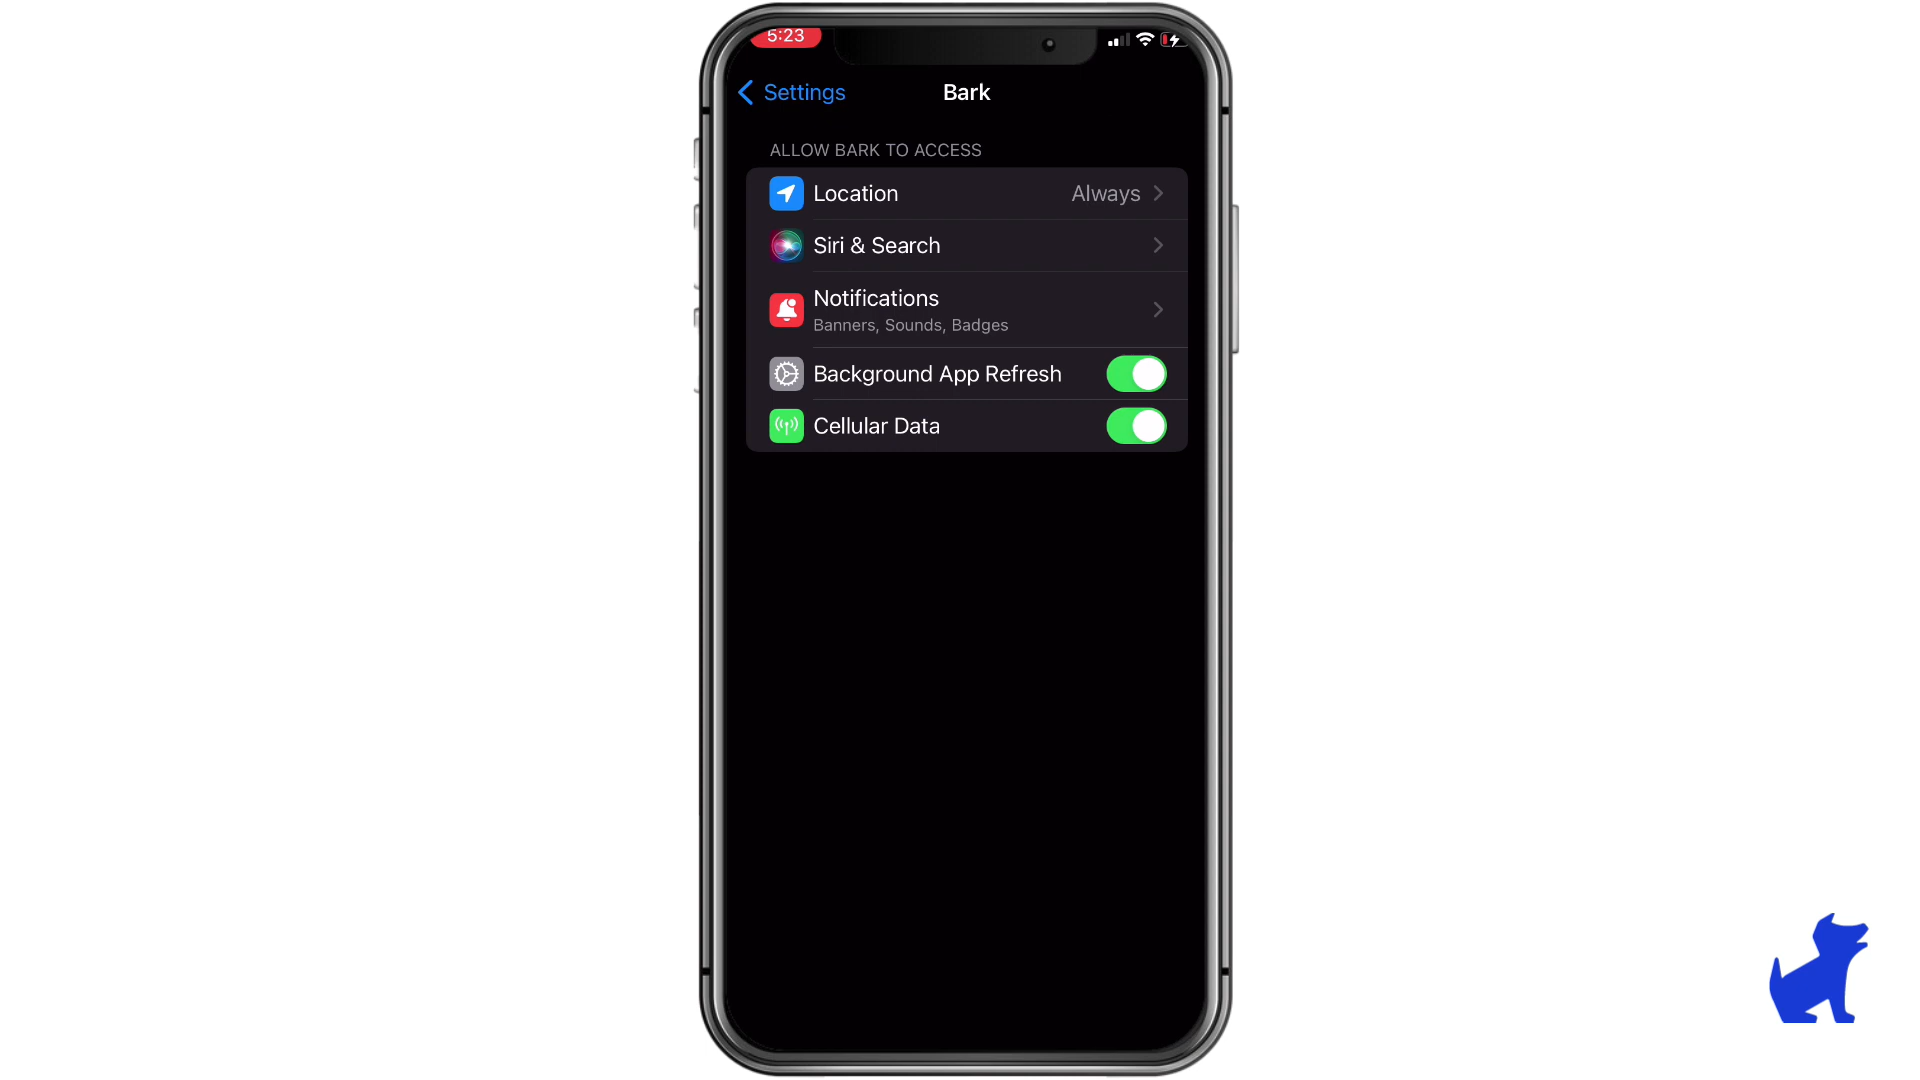 5:23
Settings
Bark
ALLOW BARK TO ACCESS
Location
Always
Siri & Search
Notifications
Banners, Sounds, Badges
Background App Refresh
Cellular Data